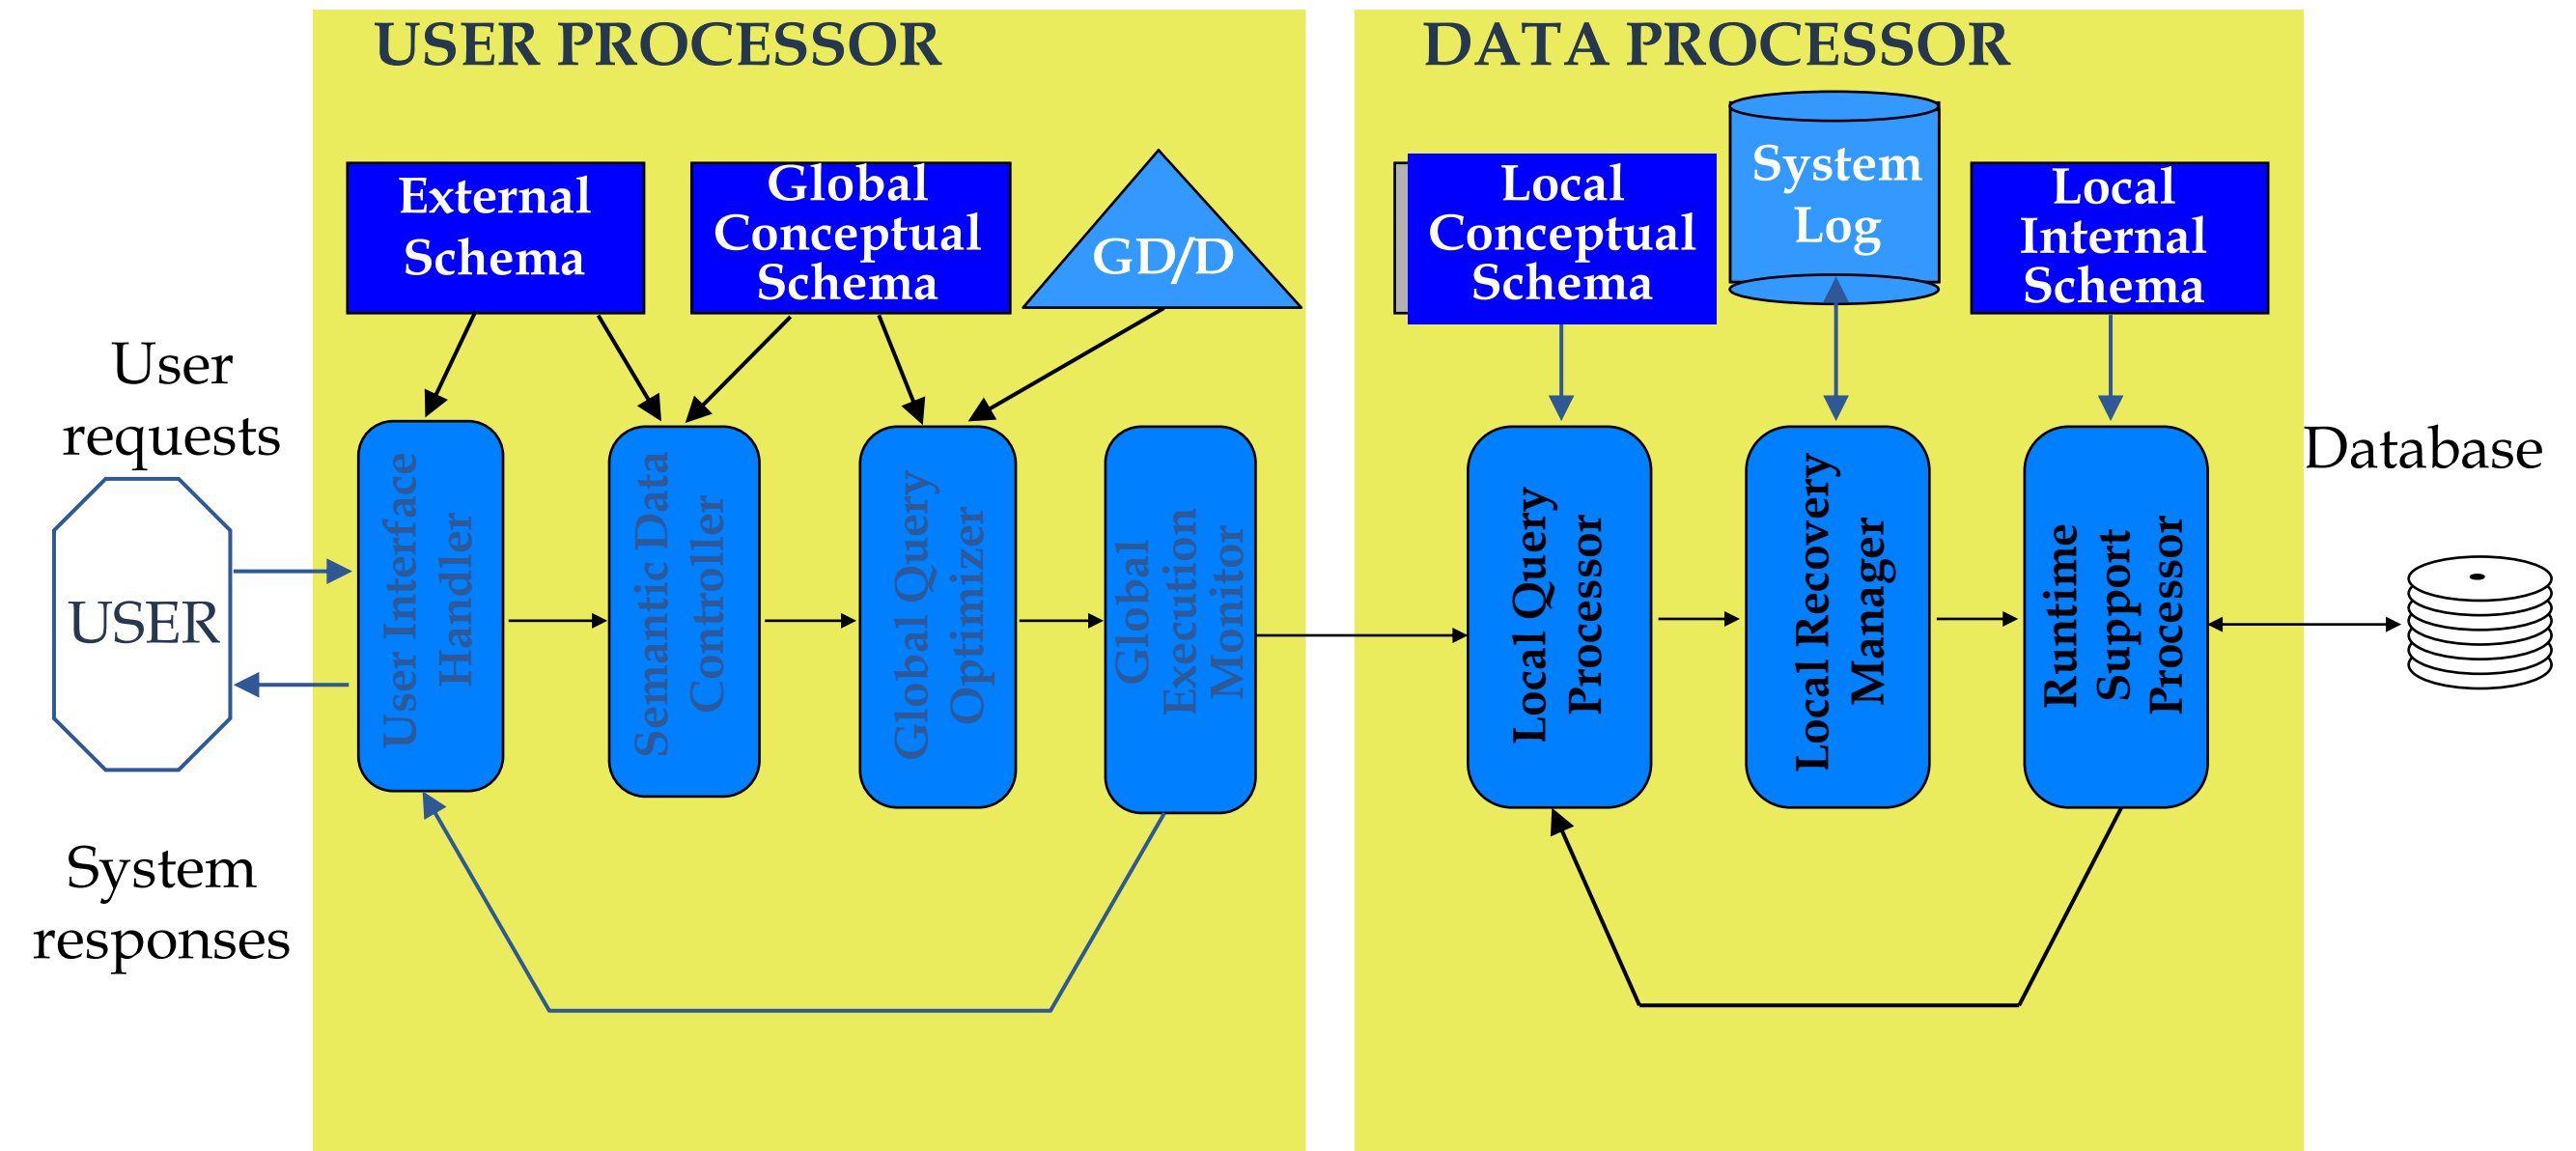 USER PROCESSOR
DATA PROCESSOR
External
Schema
Global
Conceptual
Schema
GD/D
Local
Conceptual
Schema
System
Log
Local
Internal
Schema
User
requests
USER
System
responses
User Interface
Handler
Semantic Data
Controller
Global Query
Optimizer
Global
Execution
Monitor
Local Query
Processor
Local Recovery
Manager
Runtime
Support
Processor
Database